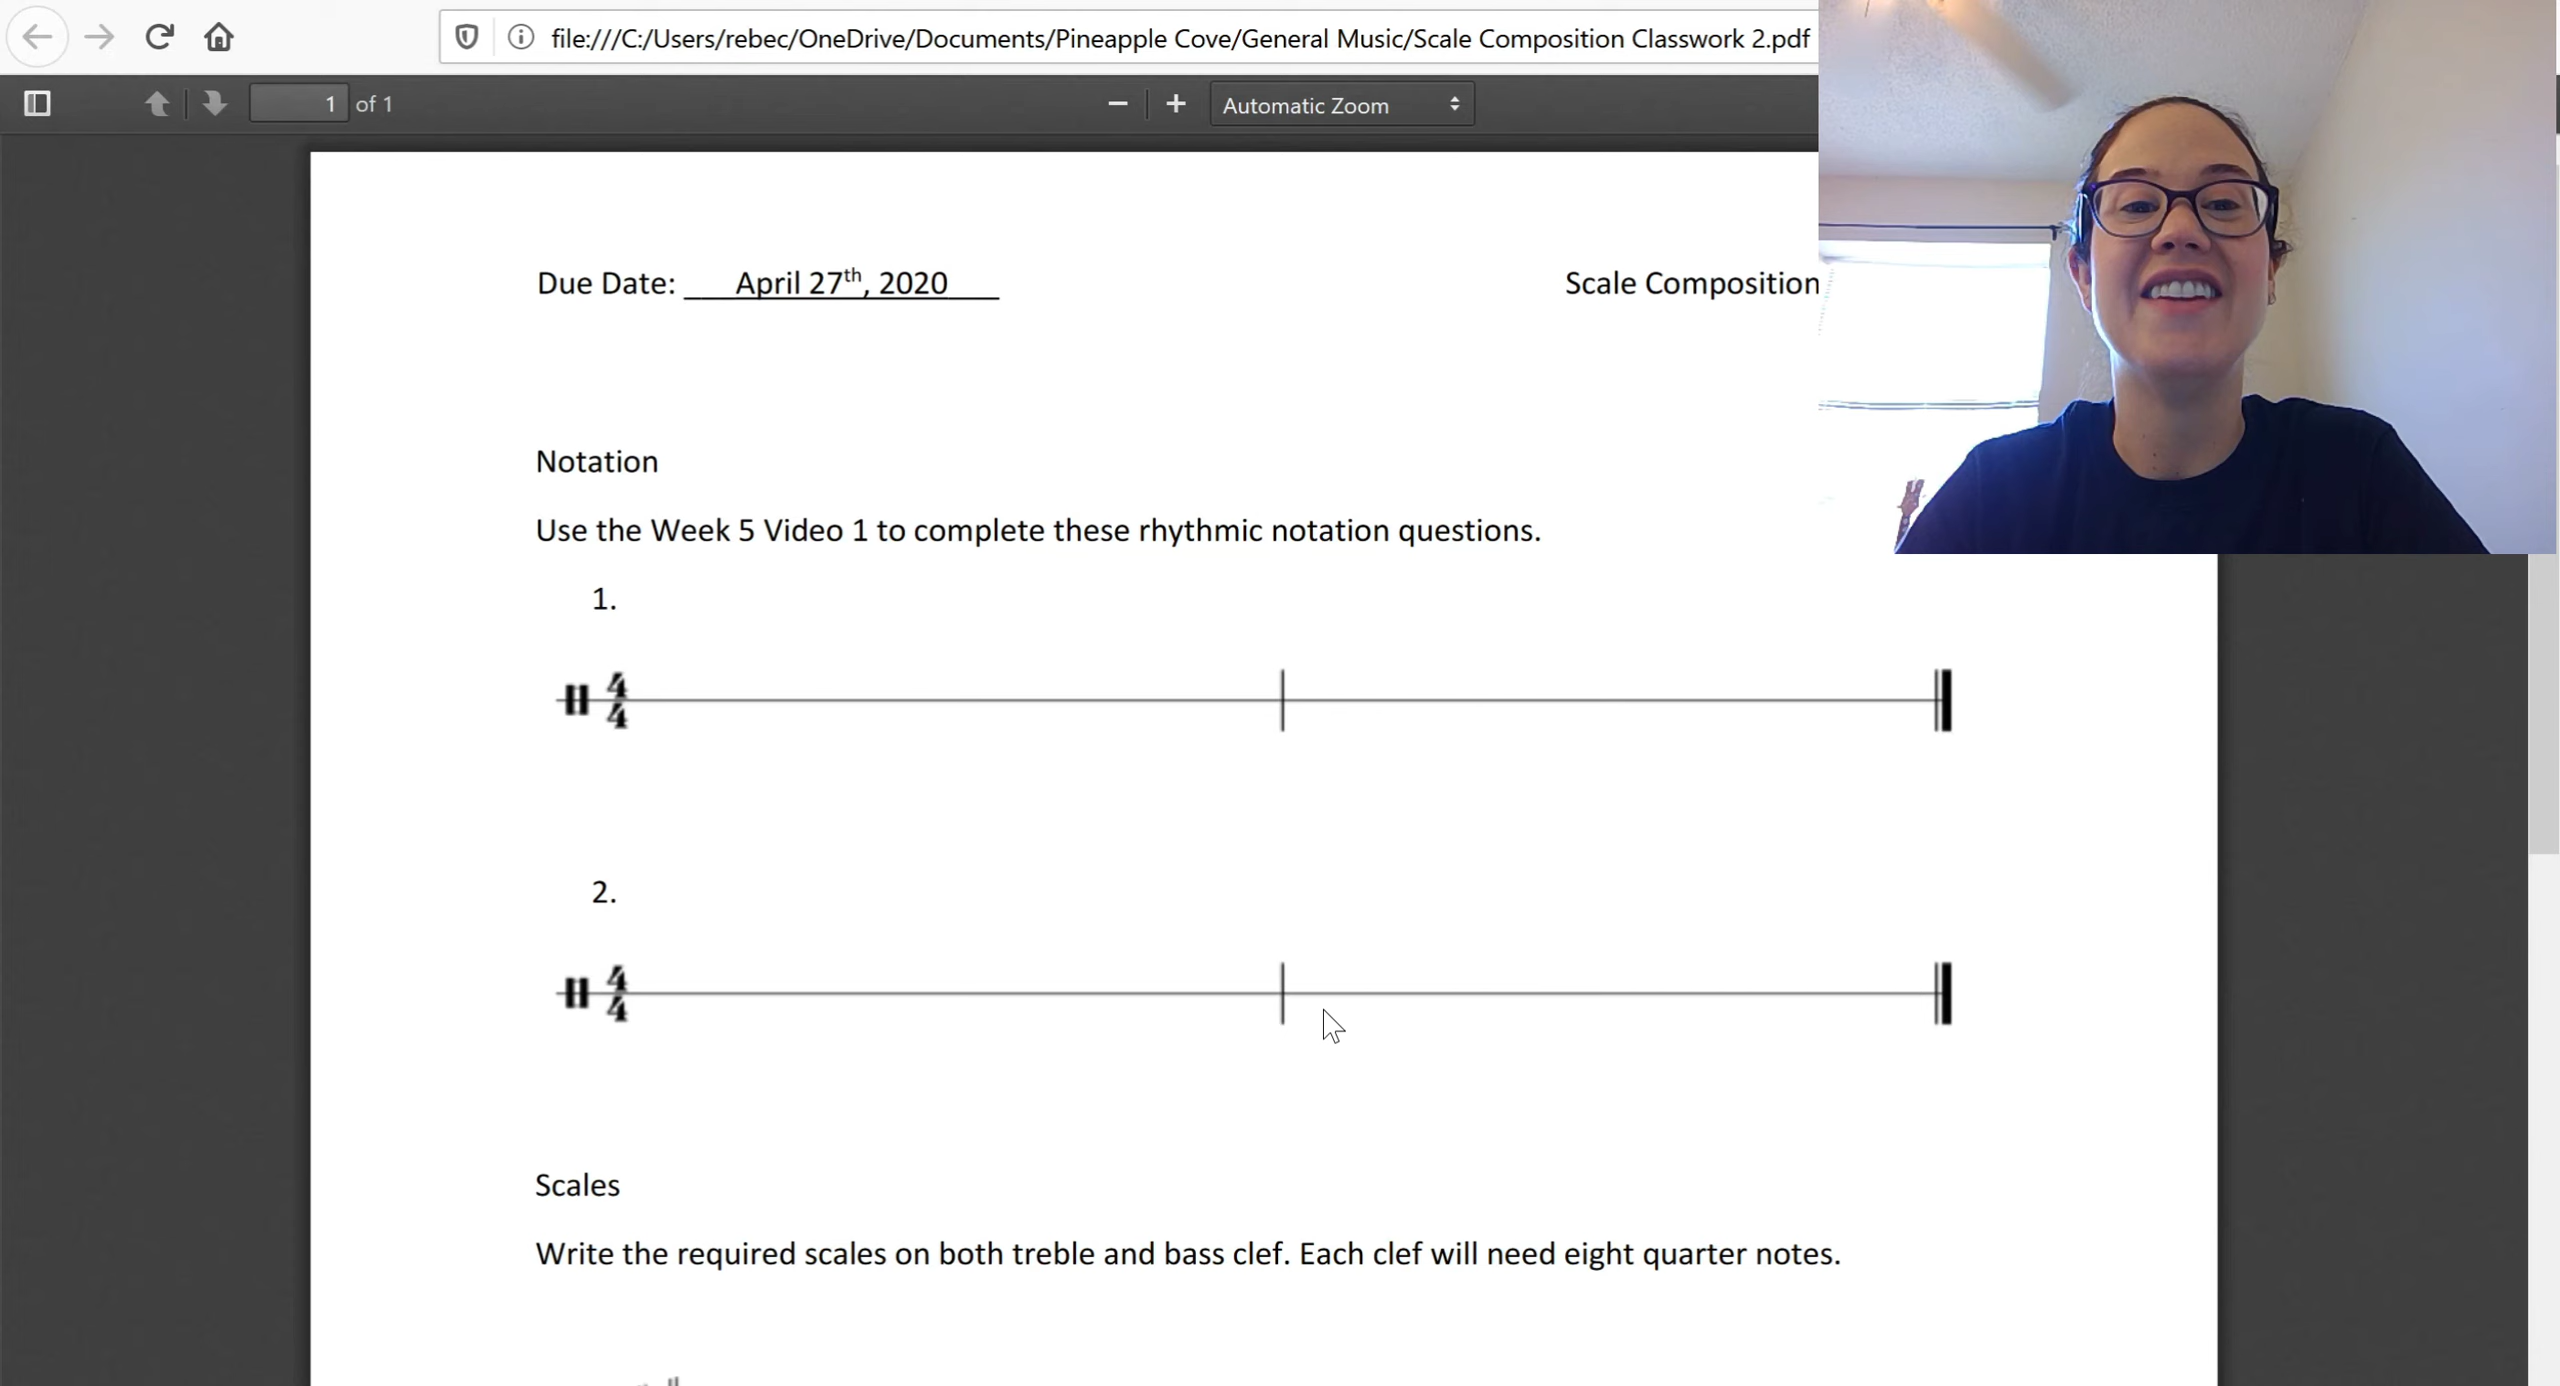 file:///C:/Users/rebec/OneDrive/Documents/Pineapple Cove/General Music/Scale Composition Classwork 2.pdf
1 of 1
Automatic Zoom
Due Date: ___April 27th, 2020___
Scale Composition
Notation
Use the Week 5 Video 1 to complete these rhythmic notation questions.
1.
4
4
2.
4
4
Scales
Write the required scales on both treble and bass clef. Each clef will need eight quarter notes.